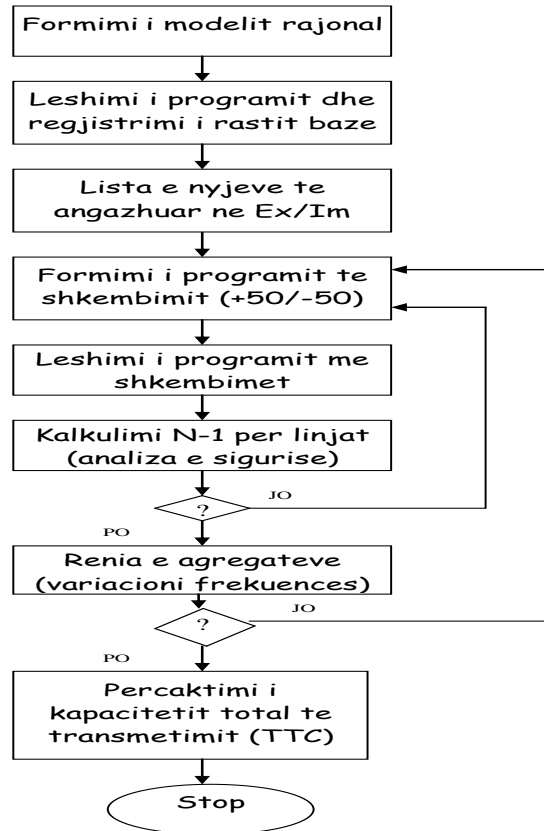 Formimi i modelit rajonal
Leshimi i programit dhe
regjistrimi i rastit baze
Lista e nyjeve te
angazhuar ne Ex/Im
Formimi i programit te
shkembimit (+50/-50)
Leshimi i programit me
shkembimet
Kalkulimi N-1 per linjat
(analiza e sigurise)
?
JO
PO
Renia e agregateve
(variacioni frekuences)
?
JO
PO
Percaktimi i
kapacitetit total te
transmetimit (TTC)
Stop